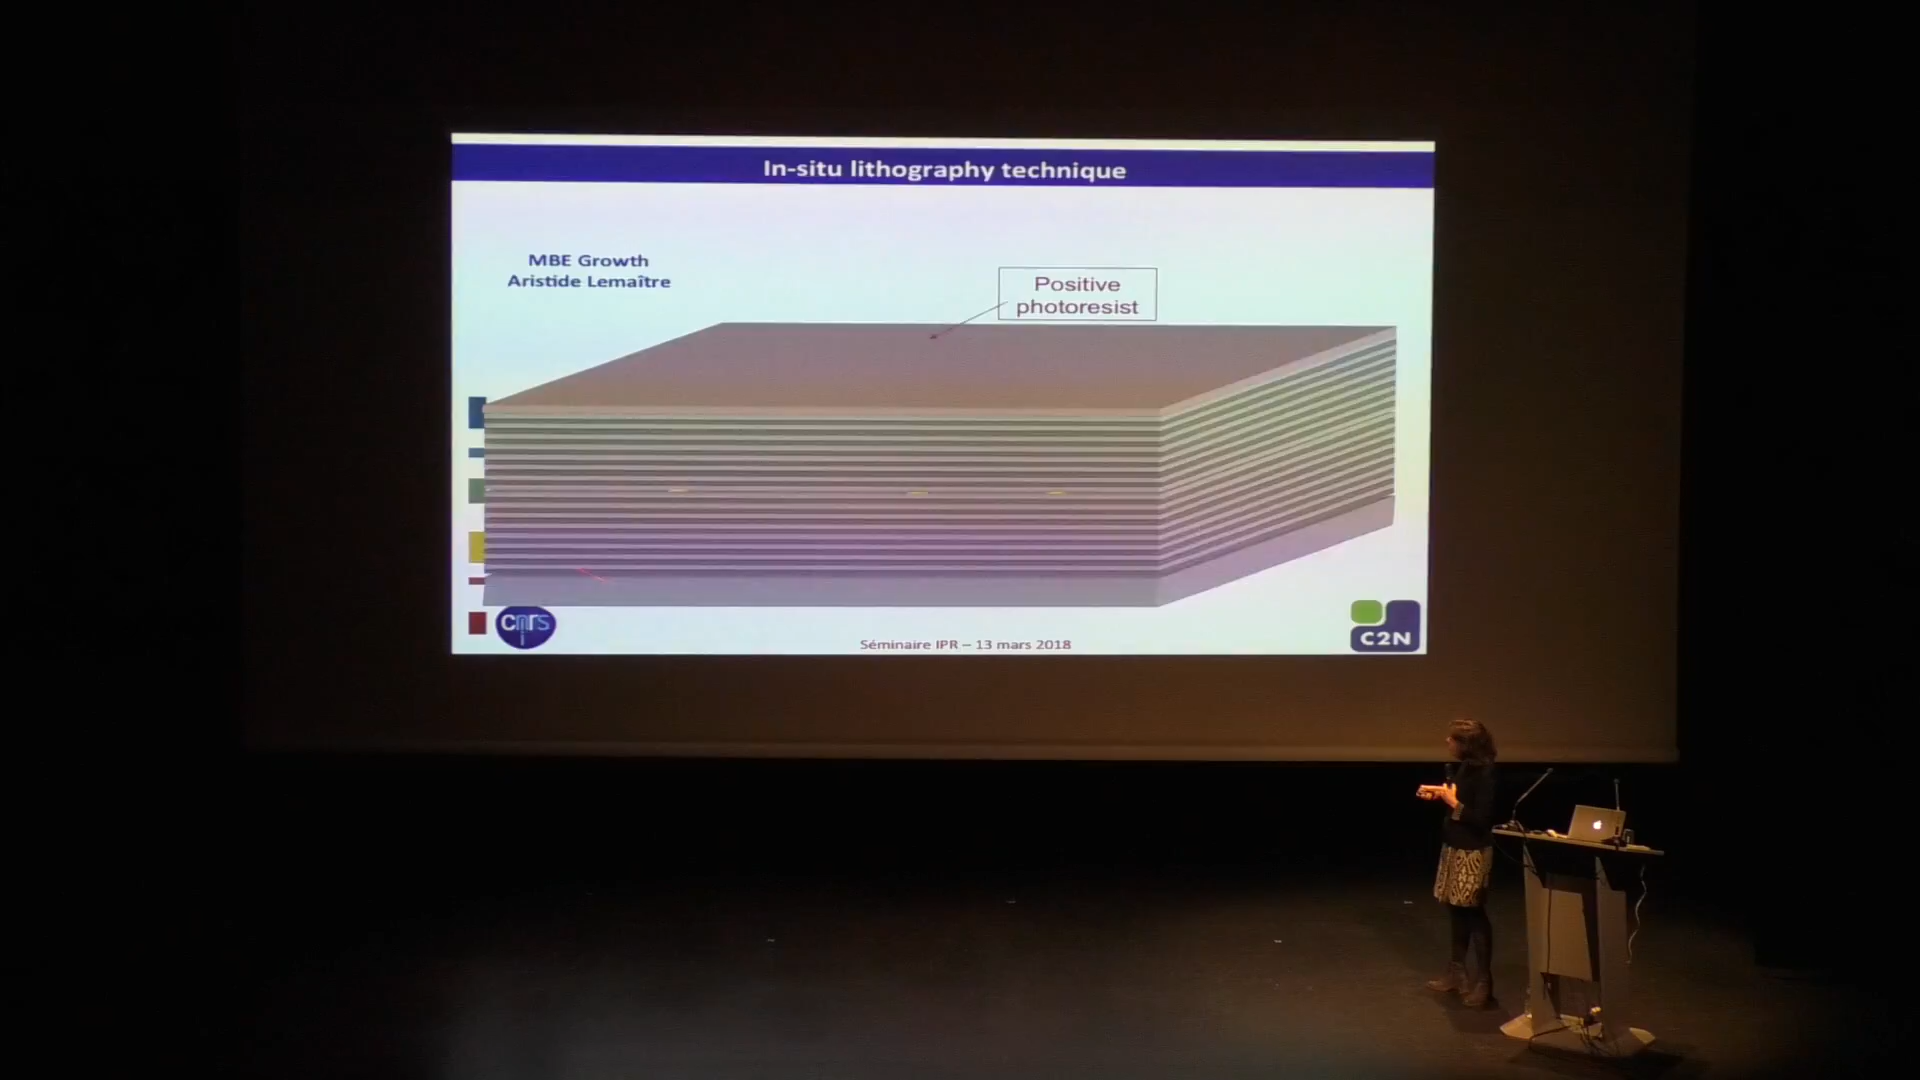 In-situ lithography technique
MBE Growth
Aristide Lemaître
Positive
photoresist
cnrs
Séminaire IPR – 13 mars 2018
C2N